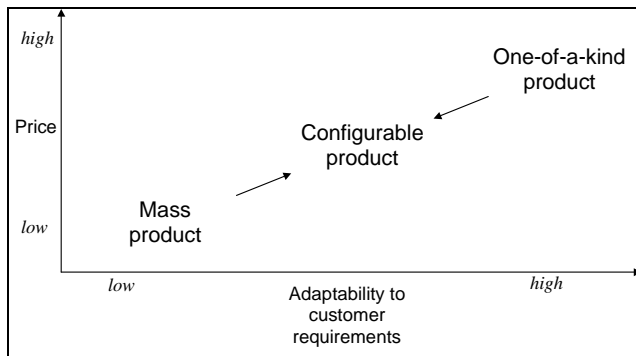 high
One-of-a-kind
product
Price
Configurable
product
Mass
product
low
low
high
Adaptability to
customer
requirements